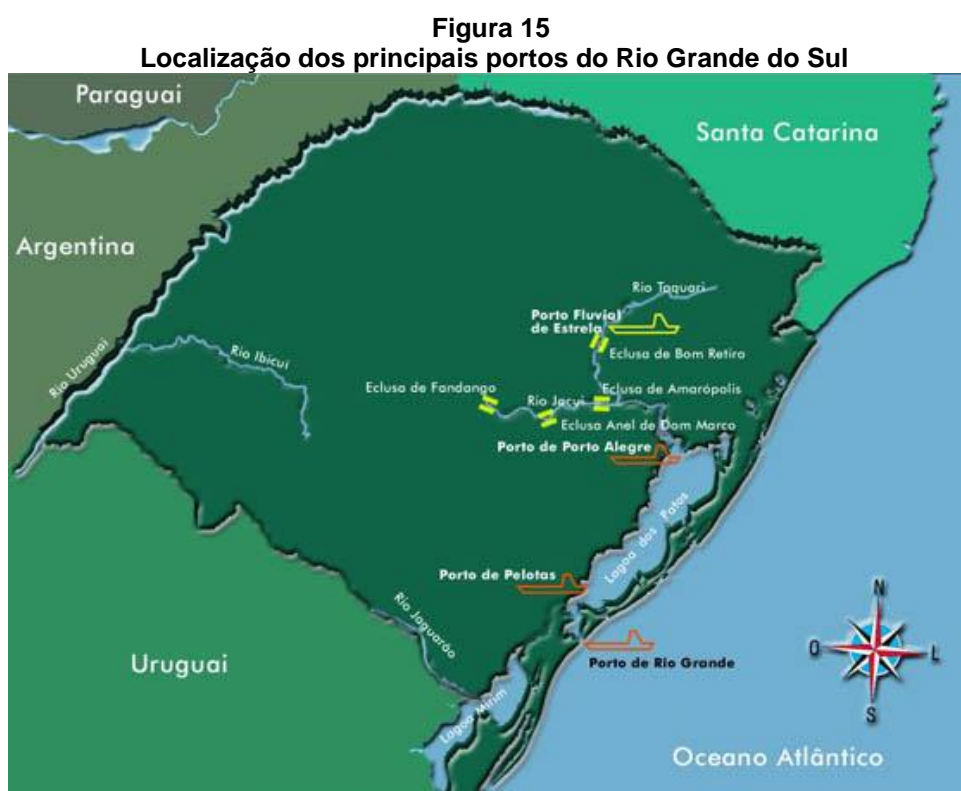 Figura 15
Localização dos principais portos do Rio Grande do Sul
Paraguai
Santa Catarina
Argentina
Rio Taquari
Porto Fluvial
de Estrela
Eclusa de Bom Retiro
Rio Uruguai
Rio Ibicuí
Eclusa de Fandango
Eclusa de Amarópolis
Rio Jacuí
Eclusa Anel de Dom Marco
Porto de Porto Alegre
Lagoa dos Patos
Porto de Pelotas
Rio Jaguarão
N
O
L
S
Uruguai
Porto de Rio Grande
Lagoa Mirim
Oceano Atlântico